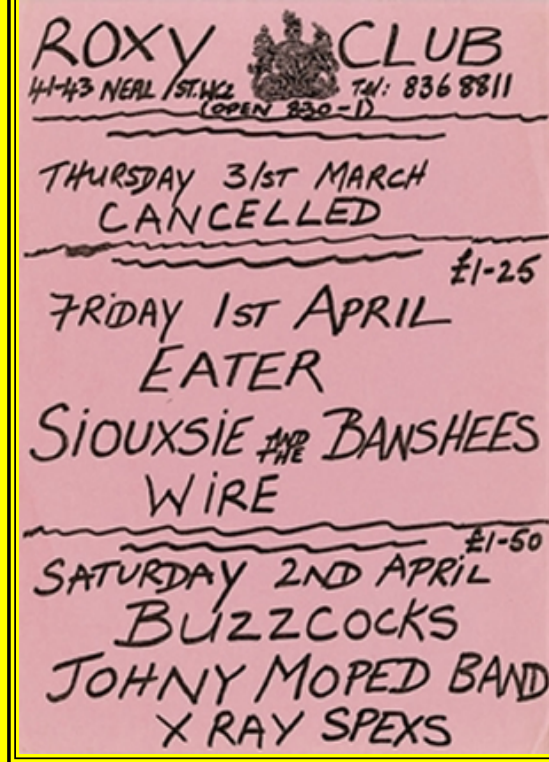 ROXY CLUB
41-43 NEAL ST. WC2 Tel: 836 8811
(OPEN 830-1)
THURSDAY 31ST MARCH
CANCELLED
£1-25
FRIDAY 1ST APRIL
EATER
SIOUXSIE AND THE BANSHEES
WIRE
£1-50
SATURDAY 2ND APRIL
BUZZCOCKS
JOHNY MOPED BAND
X RAY SPEXS